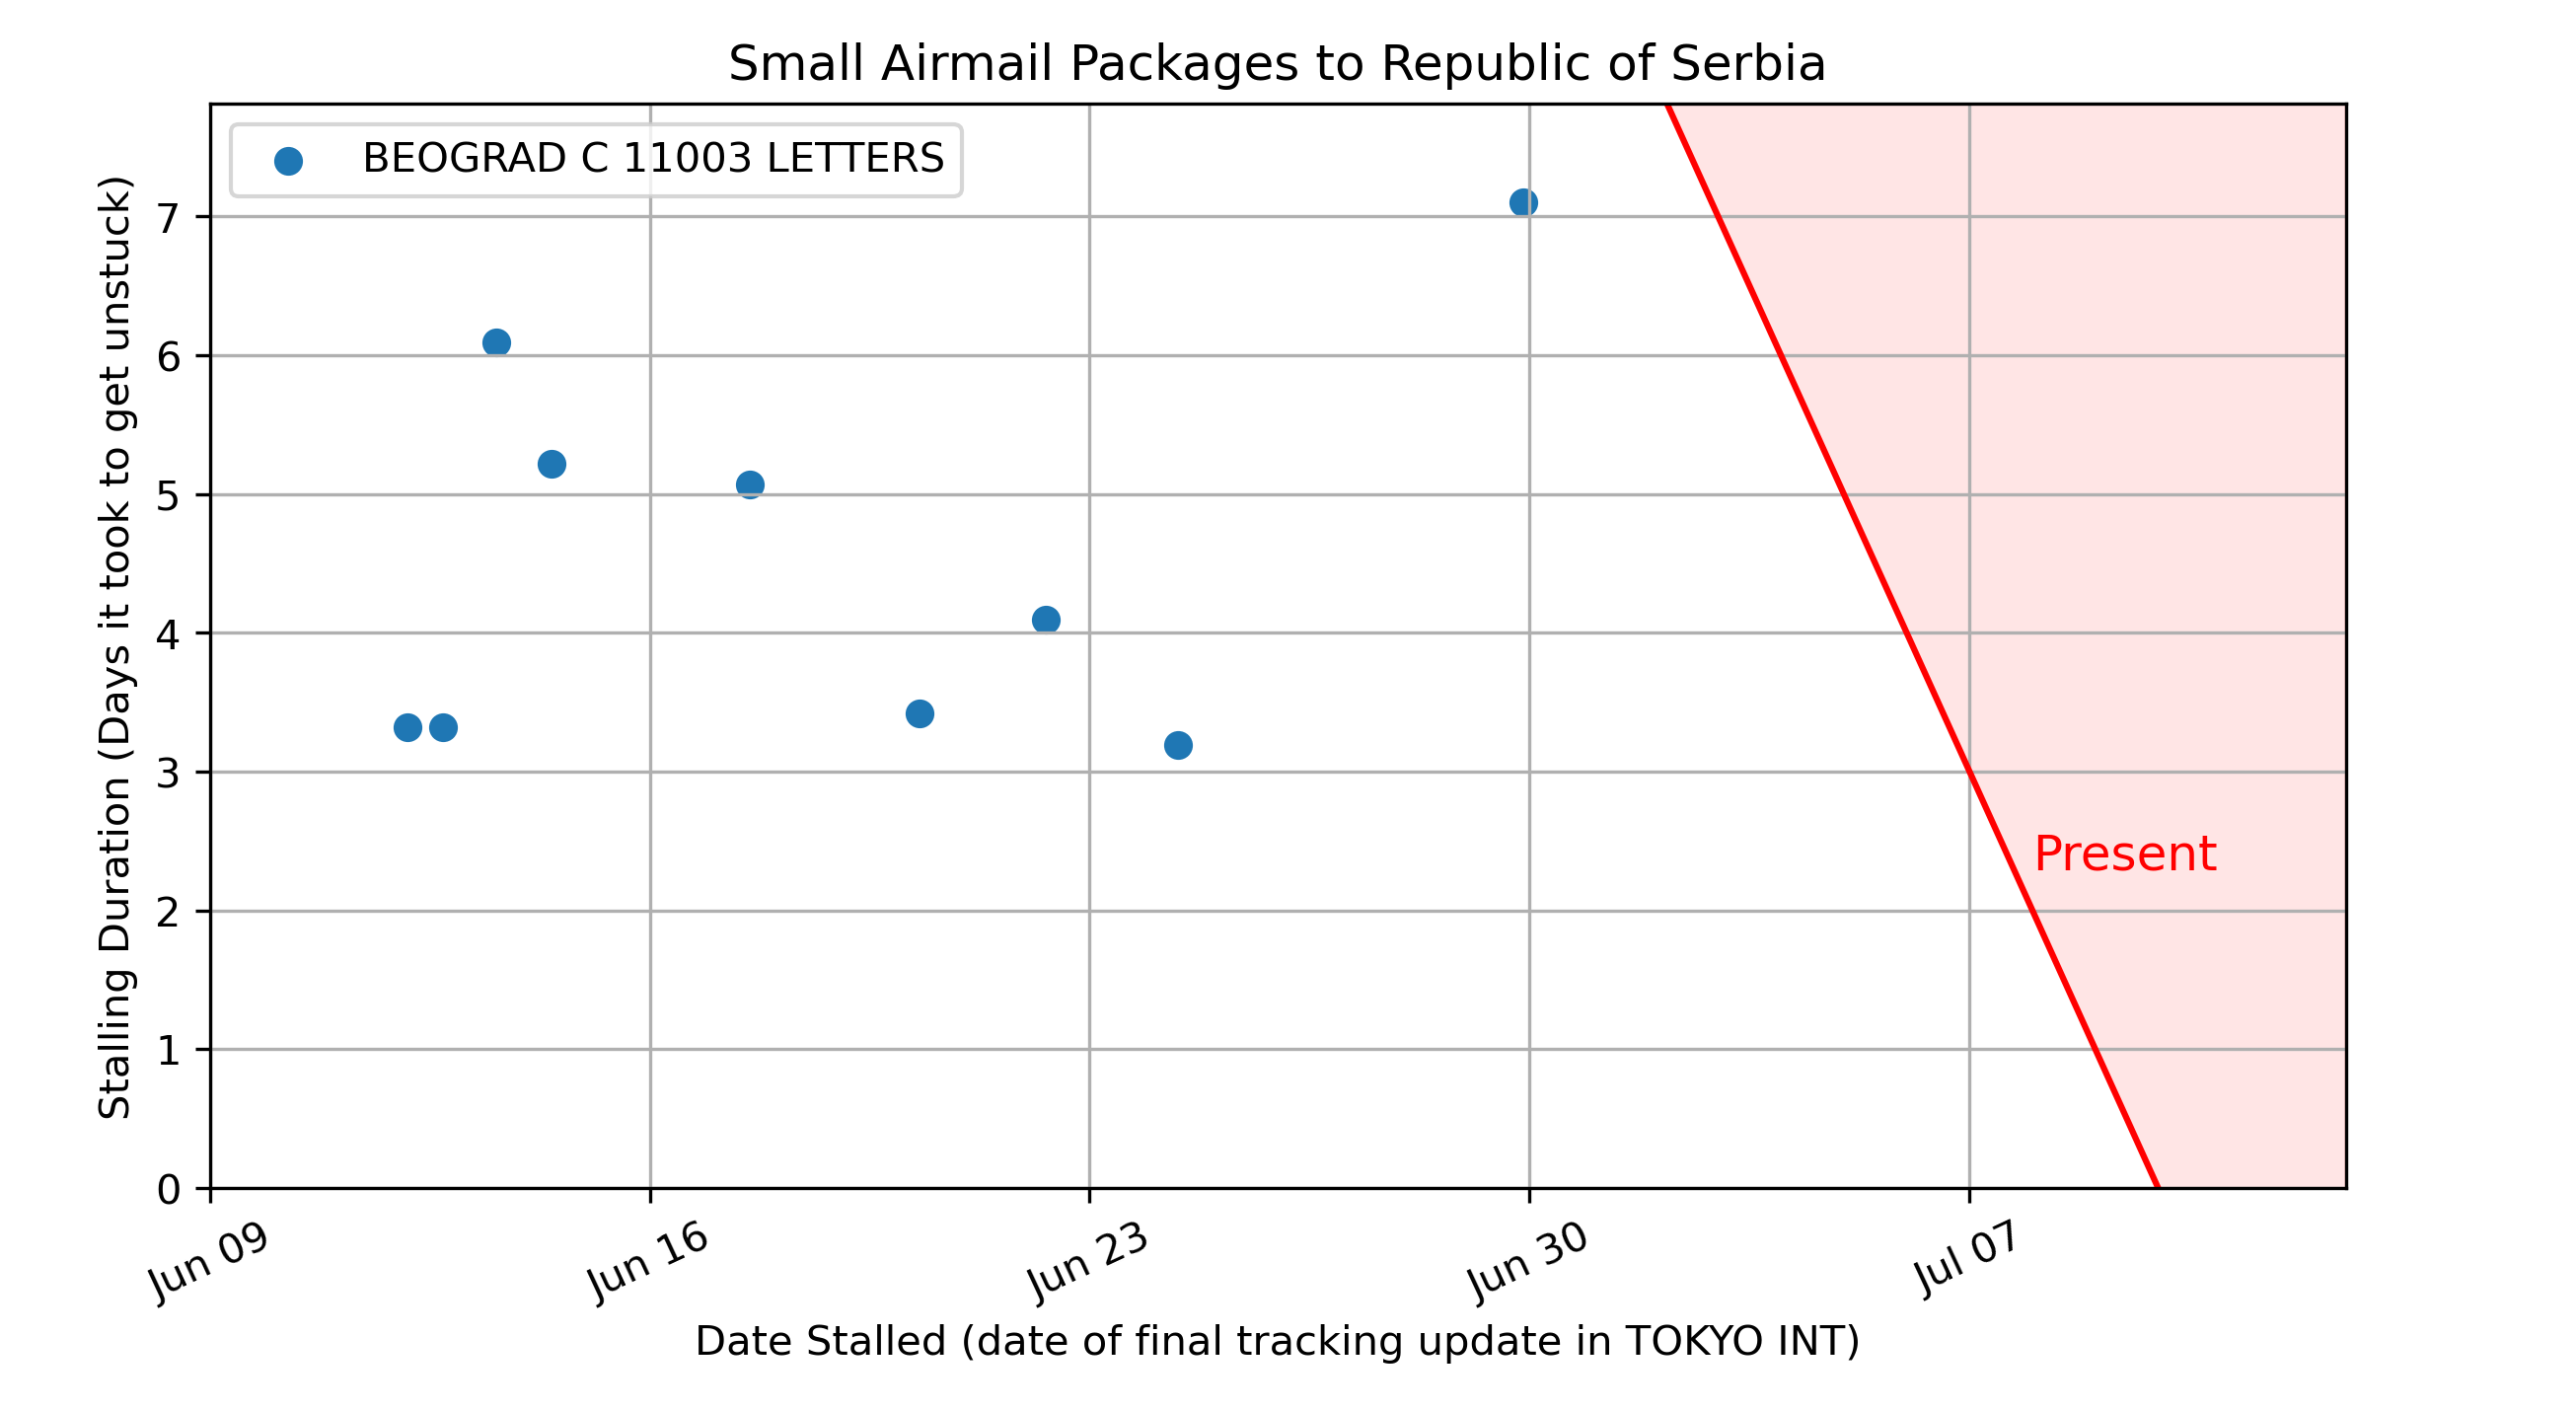 Small Airmail Packages to Republic of Serbia
BEOGRAD C 11003 LETTERS
Stalling Duration (Days it took to get unstuck)
7
6
5
4
3
2
1
0
Present
Jun 09
Jun 16
Jun 23
Jun 30
Jul 07
Date Stalled (date of final tracking update in TOKYO INT)